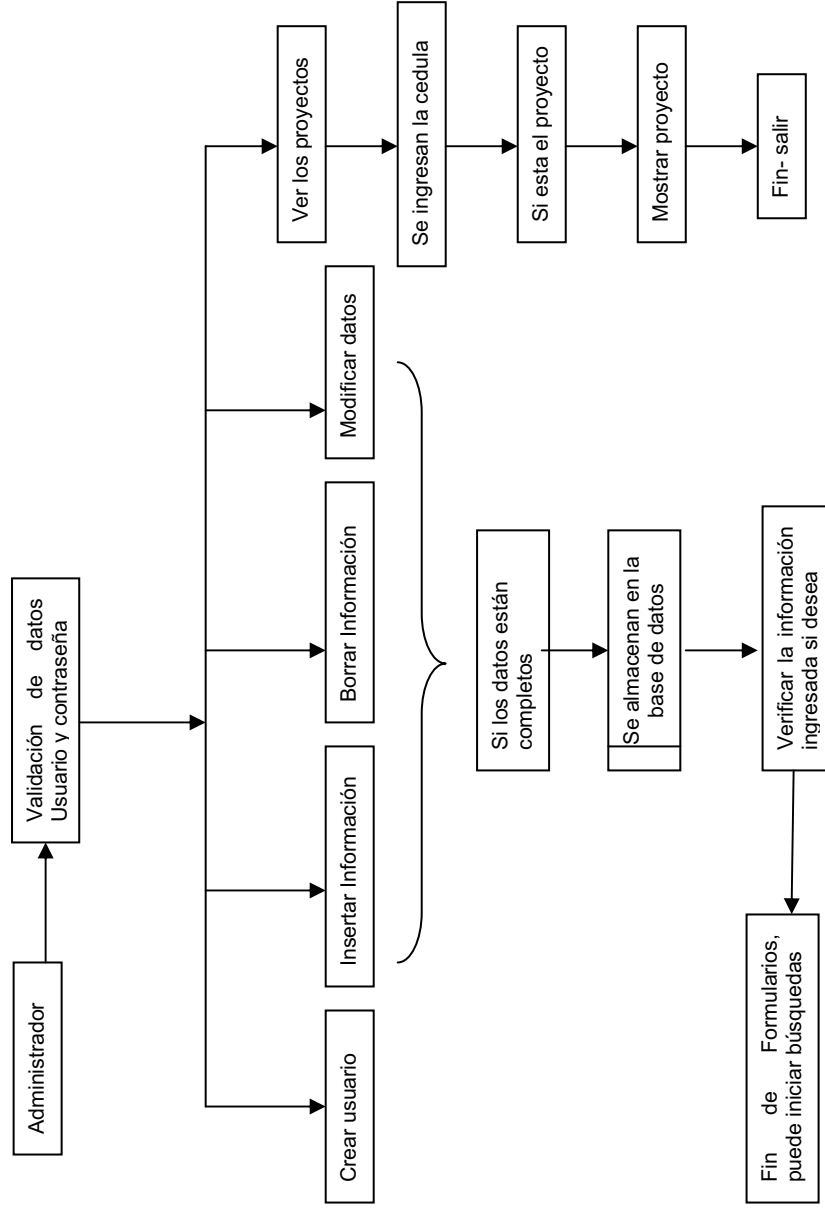 Administrador
Validación de datos
Usuario y contraseña
Crear usuario
Insertar Información
Borrar Información
Modificar datos
Ver los proyectos
Se ingresan la cedula
Si esta el proyecto
Mostrar proyecto
Fin- salir
Si los datos están
completos
Se almacenan en la
base de datos
Verificar la información
ingresada si desea
Fin de Formularios,
puede iniciar búsquedas